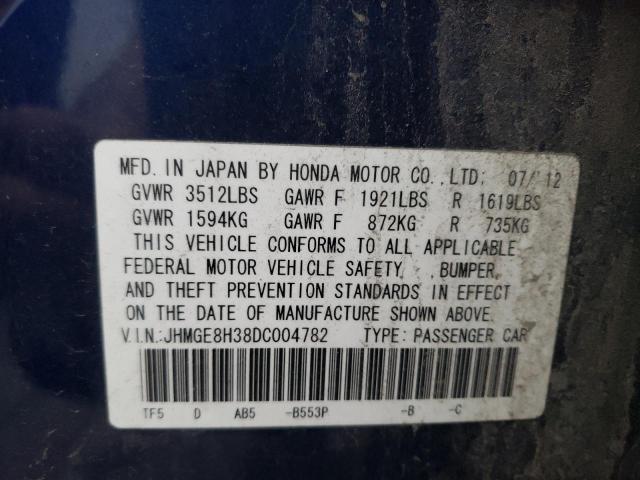 MFD. IN JAPAN BY HONDA MOTOR CO., LTD; 07/ 12
GVWR 3512LBS GAWR F 1921LBS R 1619LBS
GVWR 1594KG GAWR F 872KG R 735KG
THIS VEHICLE CONFORMS TO ALL APPLICABLE
FEDERAL MOTOR VEHICLE SAFETY, , BUMPER,
AND THEFT PREVENTION STANDARDS IN EFFECT
ON THE DATE OF MANUFACTURE SHOWN ABOVE.
V.I.N.:JHMGE8H38DC004782 TYPE: PASSENGER CAR
TF5 D AB5 -B553P -B -C